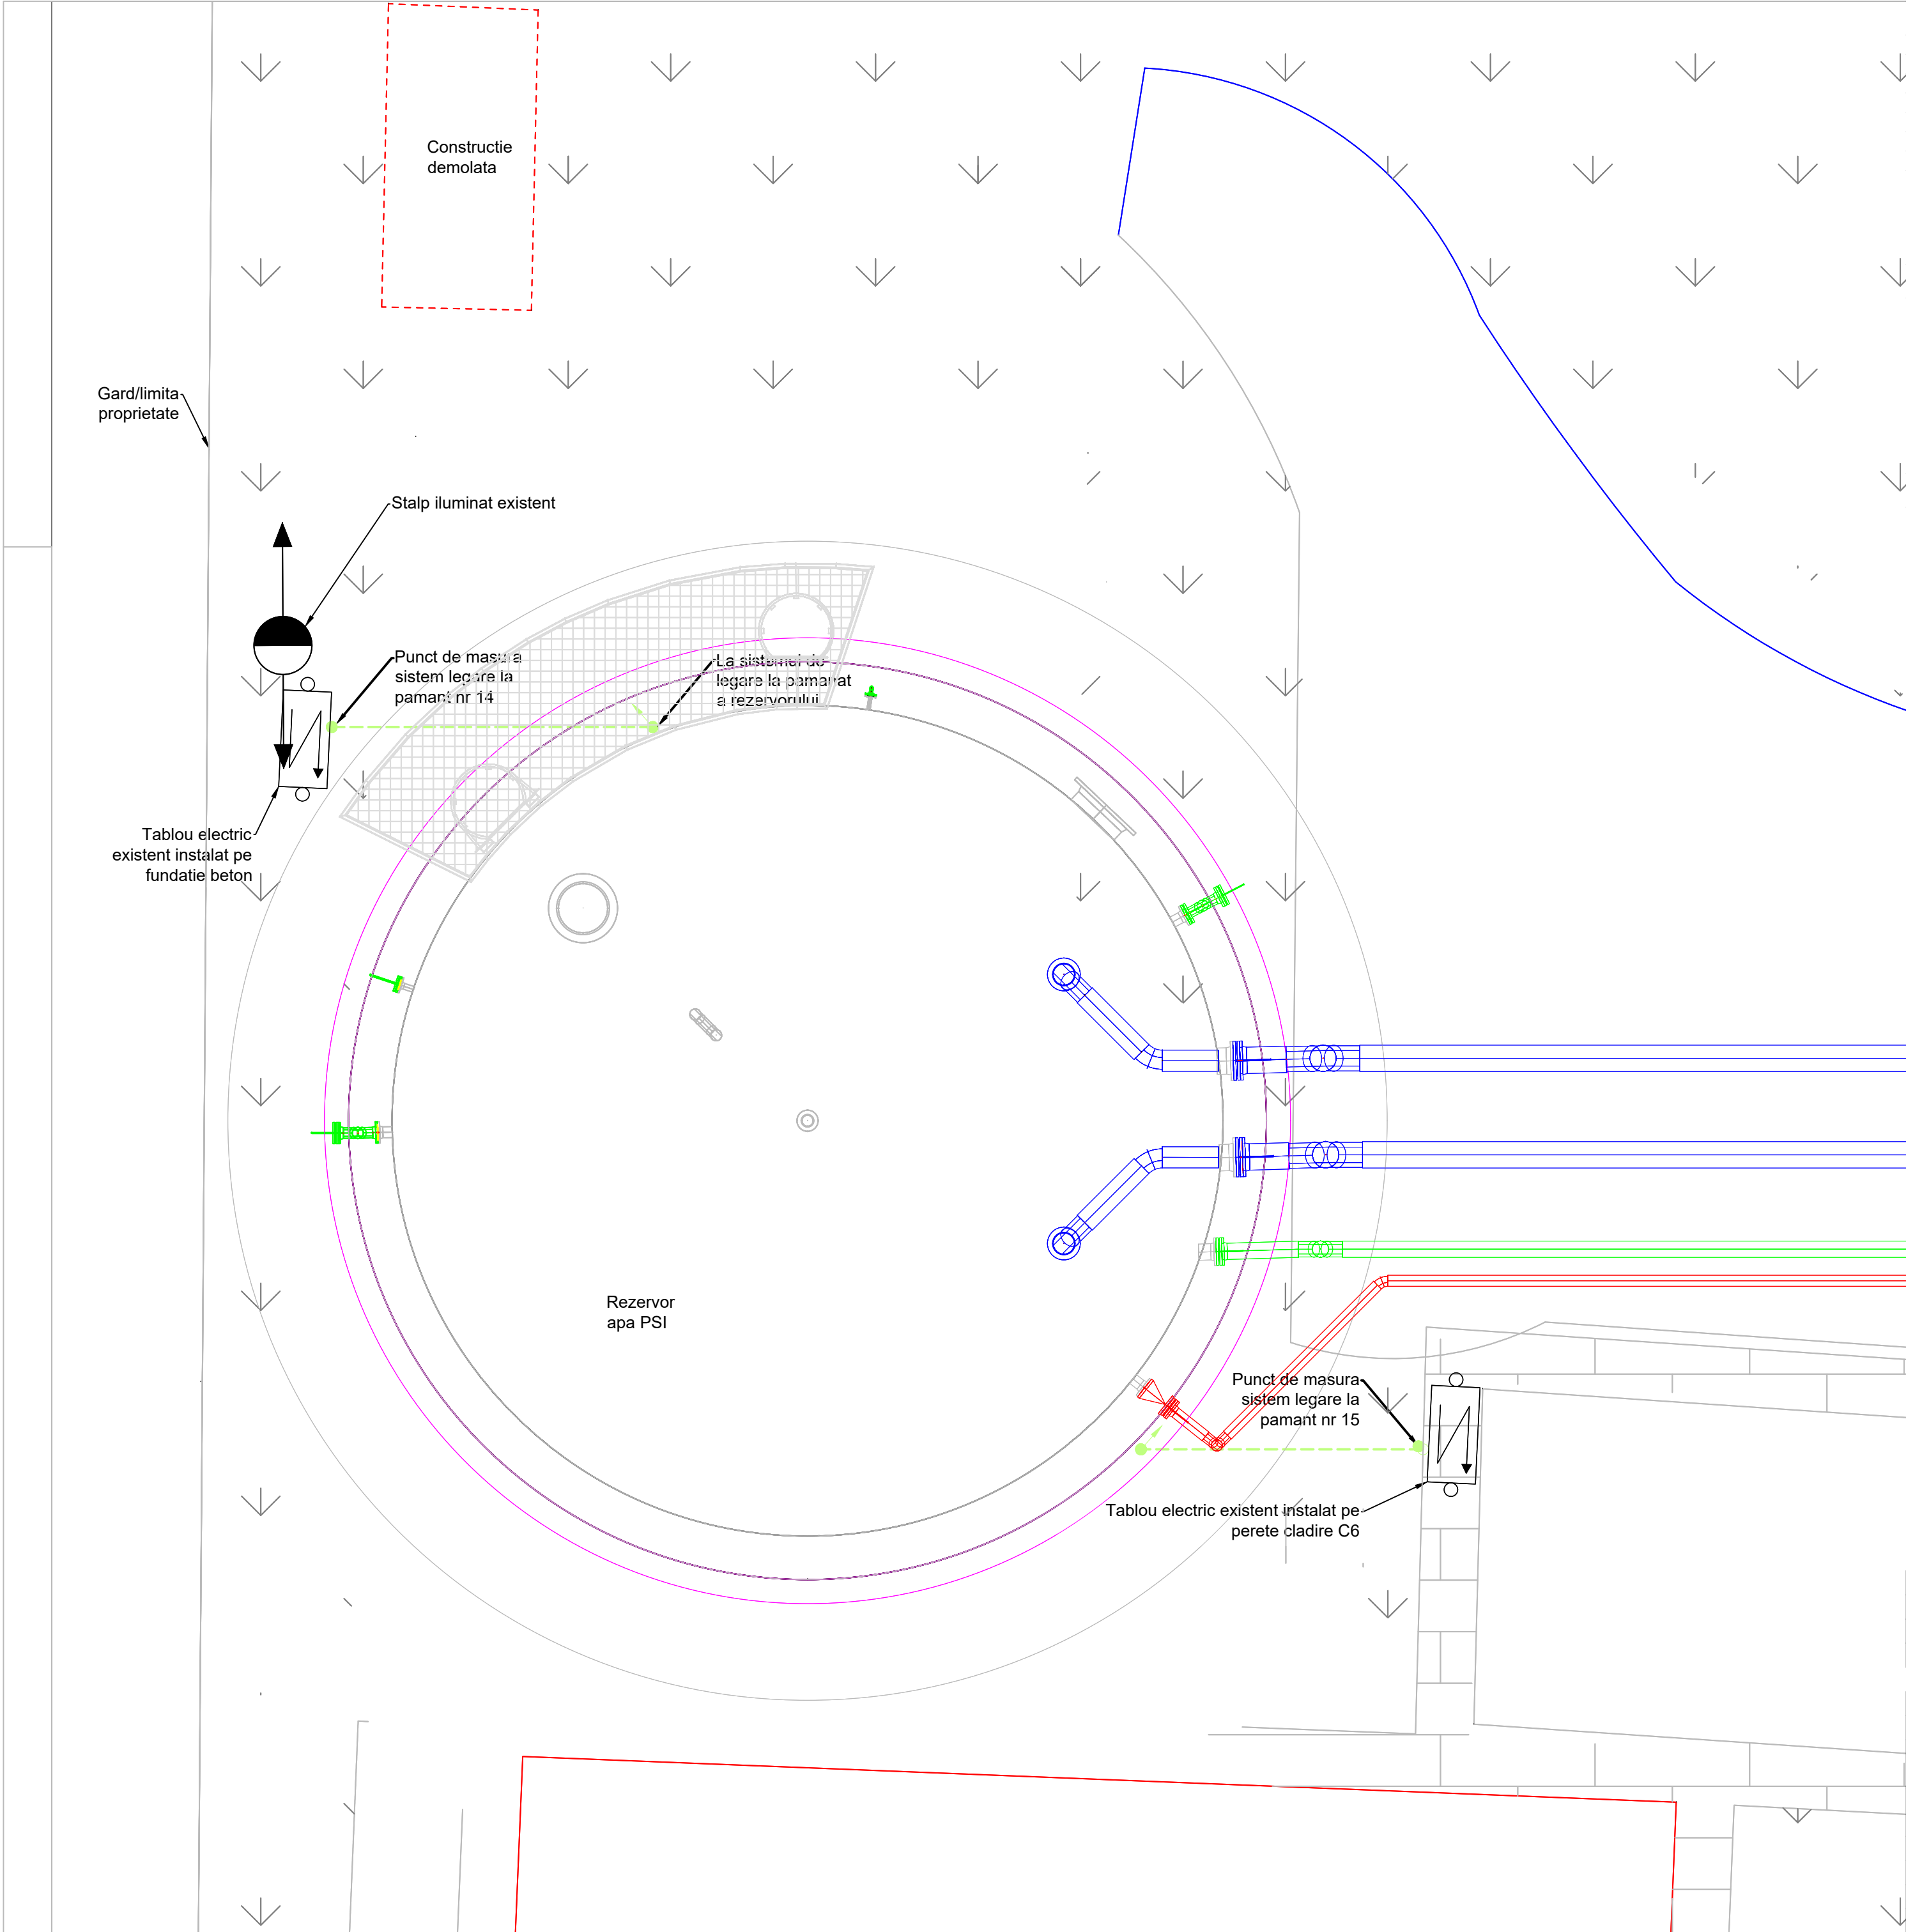 Constructie
demolata
Gard/limita
proprietate
Stalp iluminat existent
Punct de masura
sistem legare la
pamant nr 14
La sistemul de
legare la pamanat
a rezervorului
Tablou electric
existent instalat pe
fundatie beton
Rezervor
apa PSI
Punct de masura
sistem legare la
pamant nr 15
Tablou electric existent instalat pe
perete cladire C6